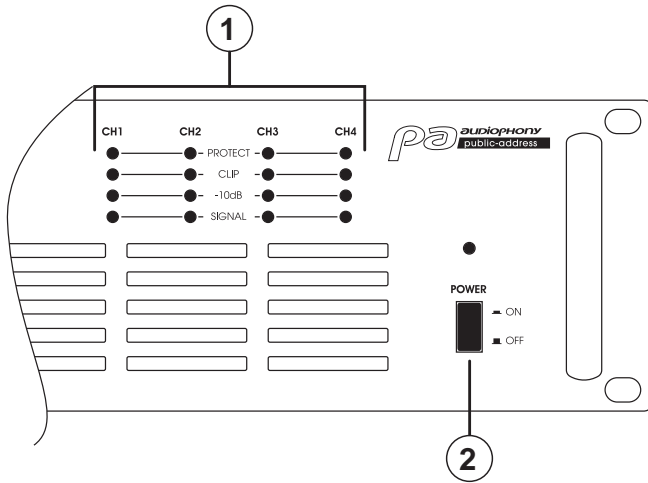 1
CH1 CH2 CH3 CH4
pa audiophony
public-address
PROTECT
CLIP
-10dB
SIGNAL
POWER
ON
OFF
2